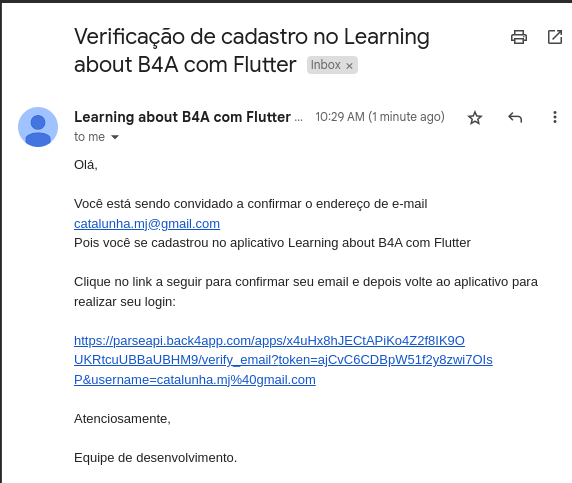 Verificação de cadastro no Learning
about B4A com Flutter Inbox ×
Learning about B4A com Flutter ... 10:29 AM (1 minute ago)
to me
Olá,
Você está sendo convidado a confirmar o endereço de e-mail
catalunha.mj@gmail.com
Pois você se cadastrou no aplicativo Learning about B4A com Flutter
Clique no link a seguir para confirmar seu email e depois volte ao aplicativo para
realizar seu login:
https://parseapi.back4app.com/apps/x4uHx8hJECtAPiKo4Z2f8IK9O
UKRtcuUBBaUBHM9/verify_email?token=ajCvC6CDBpW51f2y8zwi7OIs
P&username=catalunha.mj%40gmail.com
Atenciosamente,
Equipe de desenvolvimento.